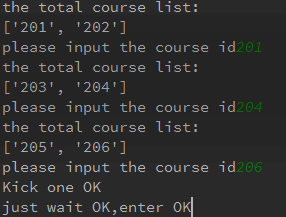 the total course list:
['201', '202']
please input the course id201
the total course list:
['203', '204']
please input the course id204
the total course list:
['205', '206']
please input the course id206
Kick one OK
just wait OK,enter OK